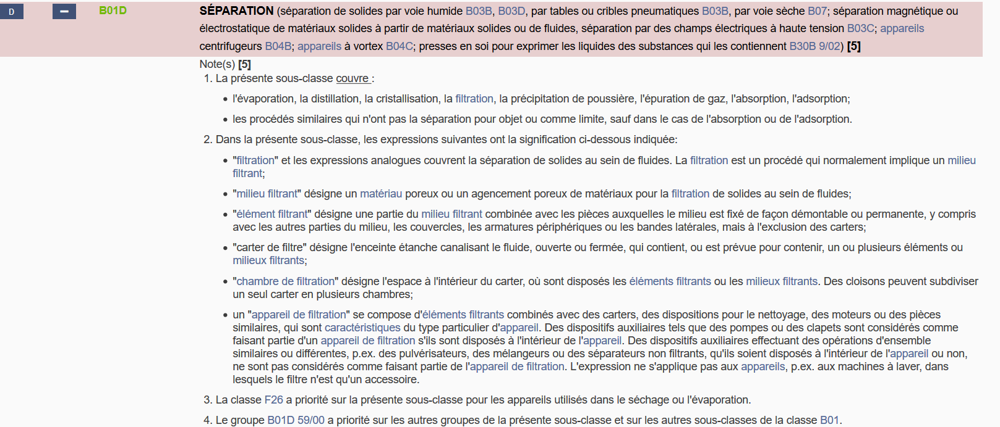 D
−
B01D
SÉPARATION (séparation de solides par voie humide B03B, B03D, par tables ou cribles pneumatiques B03B, par voie sèche B07; séparation magnétique ou
électrostatique de matériaux solides à partir de matériaux solides ou de fluides, séparation par des champs électriques à haute tension B03C; appareils
centrifugeurs B04B; appareils à vortex B04C; presses en soi pour exprimer les liquides des substances qui les contiennent B30B 9/02) [5]
Note(s) [5]
1. La présente sous-classe couvre :
• l'évaporation, la distillation, la cristallisation, la filtration, la précipitation de poussière, l'épuration de gaz, l'absorption, l'adsorption;
• les procédés similaires qui n'ont pas la séparation pour objet ou comme limite, sauf dans le cas de l'absorption ou de l'adsorption.
2. Dans la présente sous-classe, les expressions suivantes ont la signification ci-dessous indiquée:
• "filtration" et les expressions analogues couvrent la séparation de solides au sein de fluides. La filtration est un procédé qui normalement implique un milieu
filtrant;
• "milieu filtrant" désigne un matériau poreux ou un agencement poreux de matériaux pour la filtration de solides au sein de fluides;
• "élément filtrant" désigne une partie du milieu filtrant combinée avec les pièces auxquelles le milieu est fixé de façon démontable ou permanente, y compris
avec les autres parties du milieu, les couvercles, les armatures périphériques ou les bandes latérales, mais à l'exclusion des carters;
• "carter de filtre" désigne l'enceinte étanche canalisant le fluide, ouverte ou fermée, qui contient, ou est prévue pour contenir, un ou plusieurs éléments ou
milieux filtrants;
• "chambre de filtration" désigne l'espace à l'intérieur du carter, où sont disposés les éléments filtrants ou les milieux filtrants. Des cloisons peuvent subdiviser
un seul carter en plusieurs chambres;
• un "appareil de filtration" se compose d'éléments filtrants combinés avec des carters, des dispositions pour le nettoyage, des moteurs ou des pièces
similaires, qui sont caractéristiques du type particulier d'appareil. Des dispositifs auxiliaires tels que des pompes ou des clapets sont considérés comme
faisant partie d'un appareil de filtration s'ils sont disposés à l'intérieur de l'appareil. Des dispositifs auxiliaires effectuant des opérations d'ensemble
similaires ou différentes, p.ex. des pulvérisateurs, des mélangeurs ou des séparateurs non filtrants, qu'ils soient disposés à l'intérieur de l'appareil ou non,
ne sont pas considérés comme faisant partie de l'appareil de filtration. L'expression ne s'applique pas aux appareils, p.ex. aux machines à laver, dans
lesquels le filtre n'est qu'un accessoire.
3. La classe F26 a priorité sur la présente sous-classe pour les appareils utilisés dans le séchage ou l'évaporation.
4. Le groupe B01D 59/00 a priorité sur les autres groupes de la présente sous-classe et sur les autres sous-classes de la classe B01.